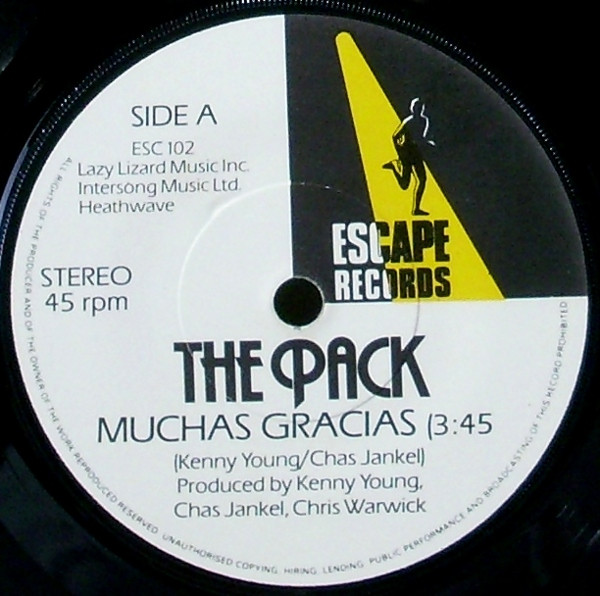 SIDE A
ESC 102
Lazy Lizard Music Inc.
Intersong Music Ltd.
Heathwave
STEREO
45 rpm
ESCAPE
RECORDS
THE PACK
MUCHAS GRACIAS (3:45
(Kenny Young/Chas Jankel)
Produced by Kenny Young,
Chas Jankel, Chris Warwick
ALL RIGHTS OF THE PRODUCER AND OF THE OWNER OF THE WORK REPRODUCED RESERVED. UNAUTHORISED COPYING, HIRING, LENDING, PUBLIC PERFORMANCE AND BROADCASTING OF THIS RECORD PROHIBITED